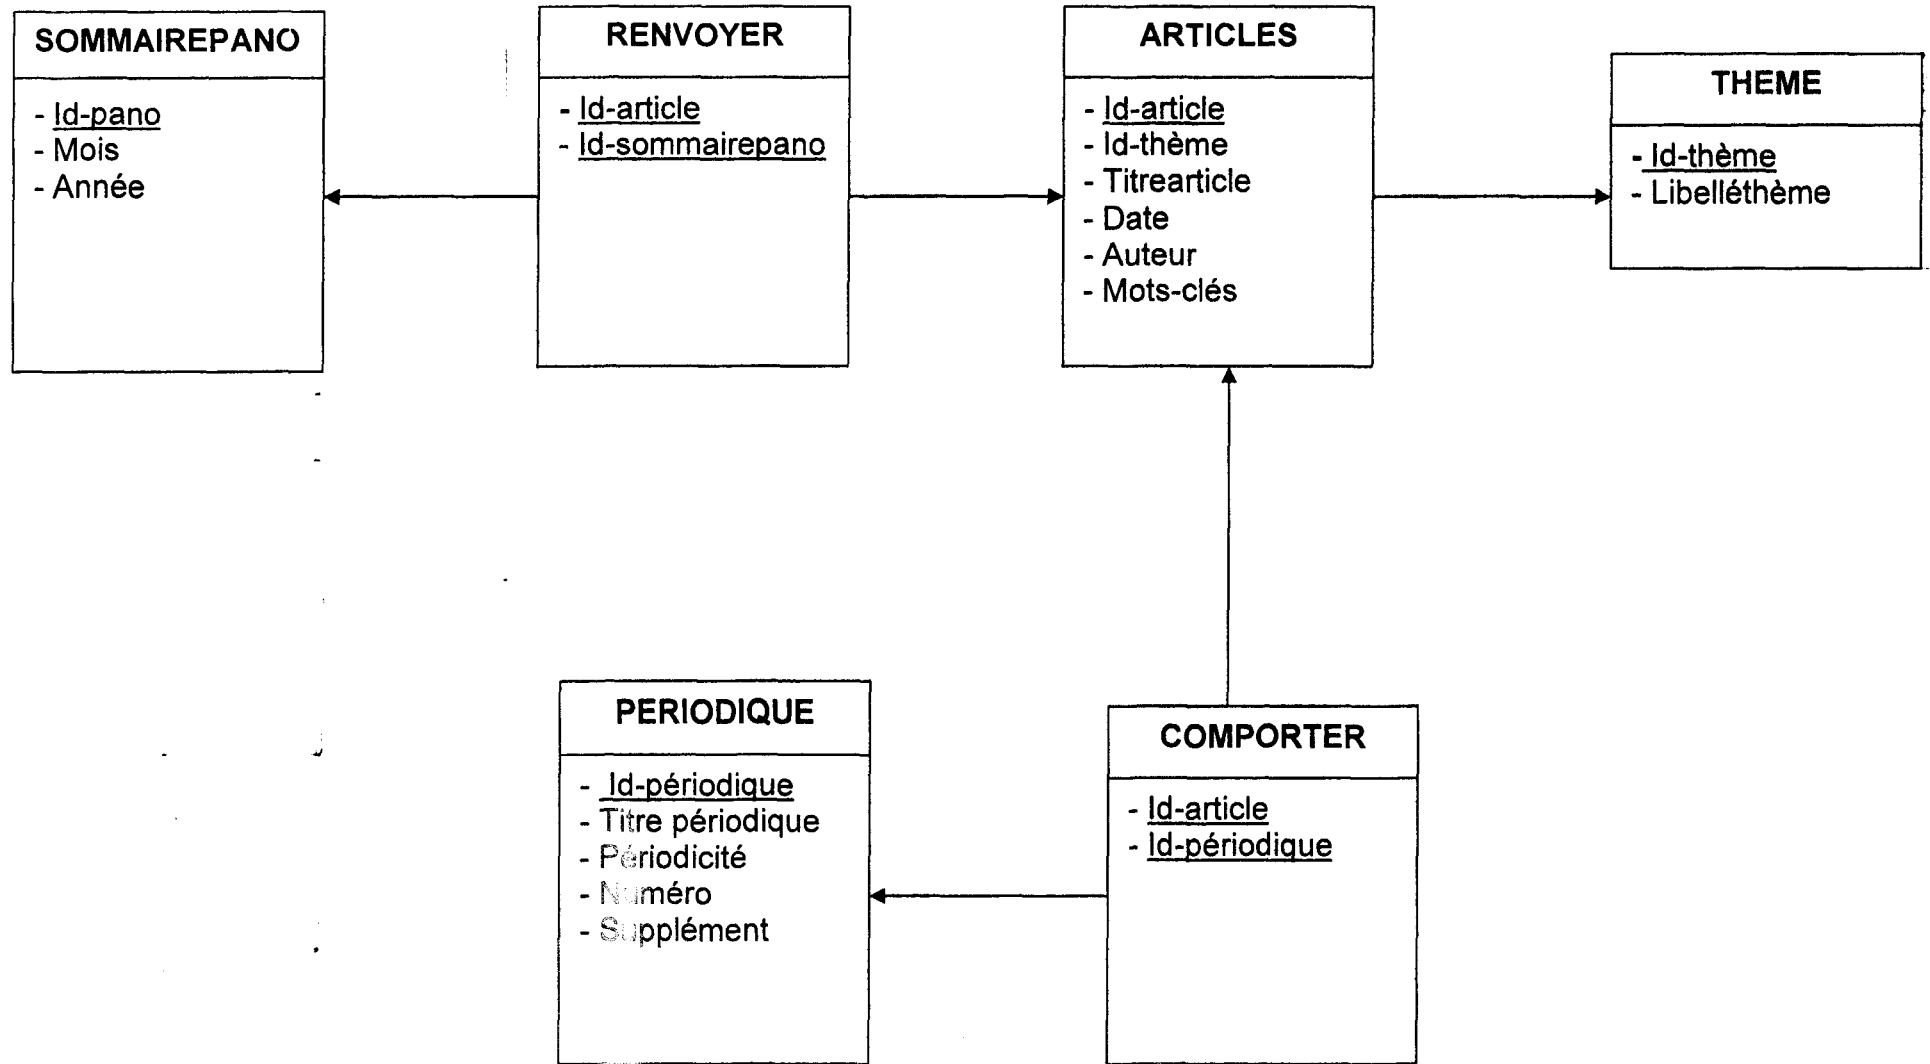 SOMMAIREPANO
- Id-pano
- Mois
- Année
RENVOYER
- Id-article
- Id-sommairepano
ARTICLES
- Id-article
- Id-thème
- Titrearticle
- Date
- Auteur
- Mots-clés
THEME
- Id-thème
- Libelléthème
PERIODIQUE
- Id-périodique
- Titre périodique
- Périodicité
- Numéro
- Supplément
COMPORTER
- Id-article
- Id-périodique